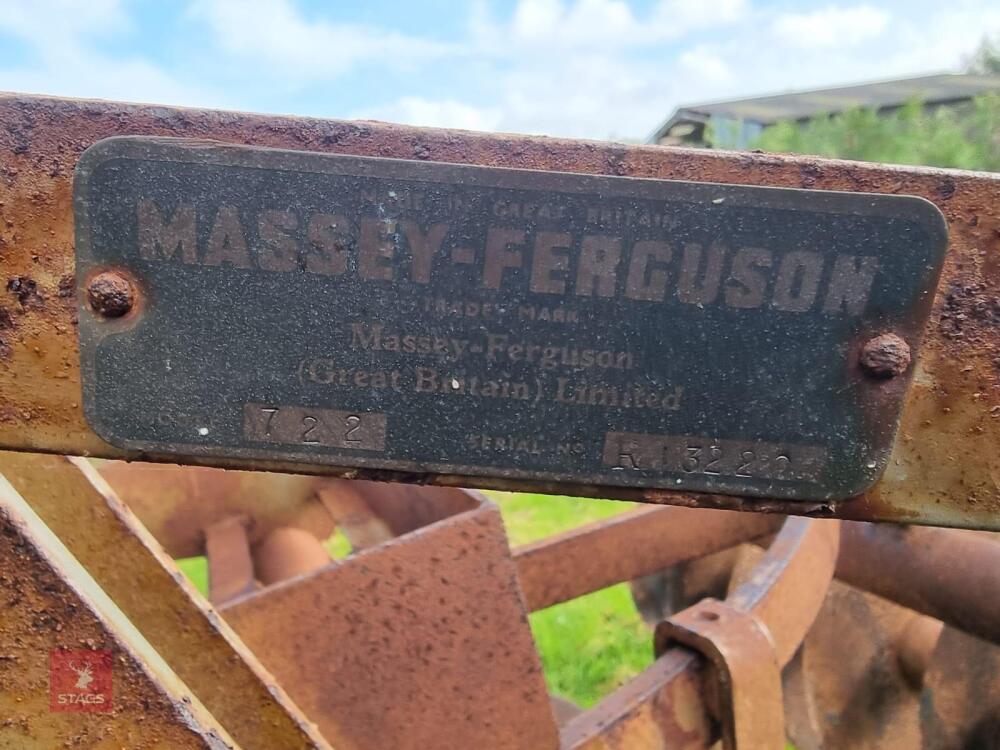 MADE IN GREAT BRITAIN
MASSEY-FERGUSON
TRADE MARK
Massey-Ferguson
(Great Britain) Limited
722
SERIAL NO
STAGS